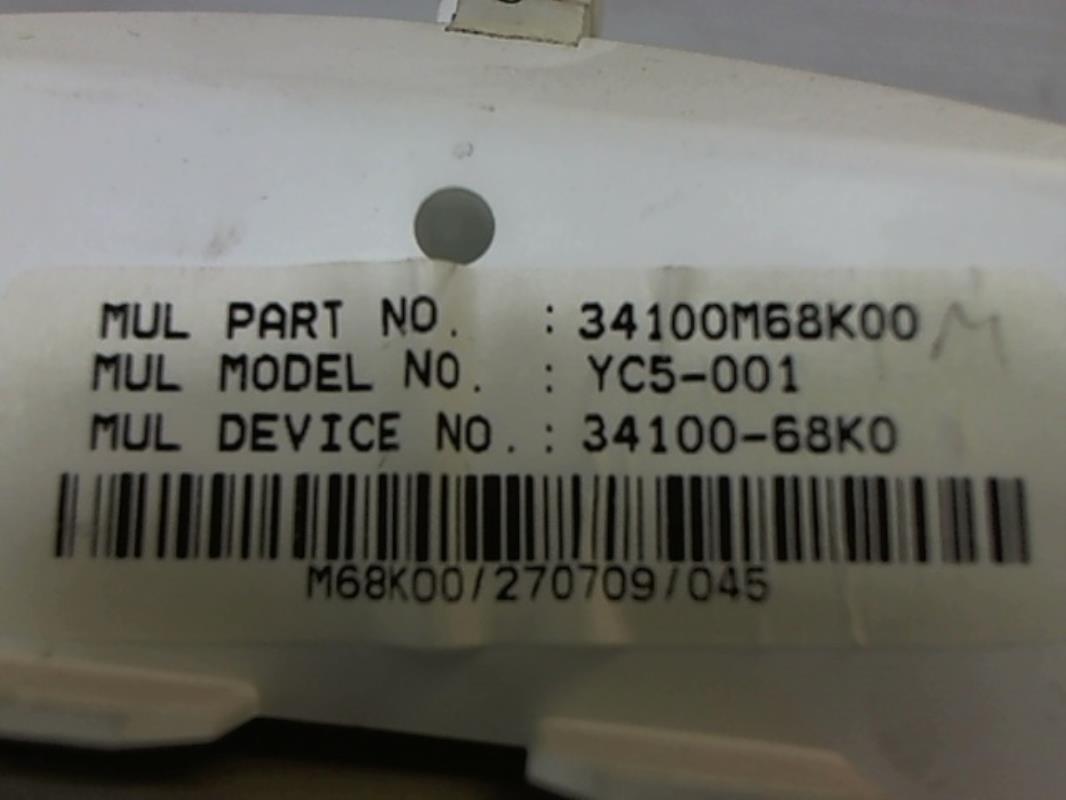 MUL PART NO. : 34100M68K00 M
MUL MODEL NO. : YC5-001
MUL DEVICE NO. : 34100-68K0
M68K00/270709/045